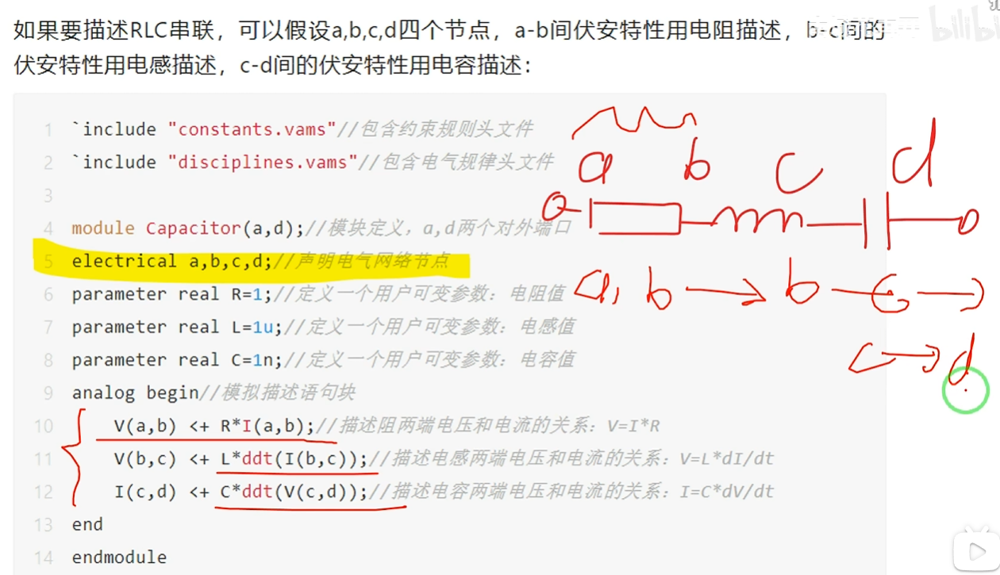 如果要描述RLC串联，可以假设a,b,c,d四个节点，a-b间伏安特性用电阻描述，b-c间的
伏安特性用电感描述，c-d间的伏安特性用电容描述：
bilibi
1 `include "constants.vams"//包含约束规则头文件
2 `include "disciplines.vams"//包含电气规律头文件
3
4 module Capacitor(a,d);//模块定义，a,d两个对外端口
5 electrical a,b,c,d;//声明电气网络节点
6 parameter real R=1;//定义一个用户可变参数：电阻值
7 parameter real L=1u;//定义一个用户可变参数：电感值
8 parameter real C=1n;//定义一个用户可变参数：电容值
9 analog begin//模拟描述语句块
10 V(a,b) <+ R*I(a,b);//描述阻两端电压和电流的关系：V=I*R
11 V(b,c) <+ L*ddt(I(b,c));//描述电感两端电压和电流的关系：V=L*dI/dt
12 I(c,d) <+ C*ddt(V(c,d));//描述电容两端电压和电流的关系：I=C*dV/dt
13 end
14 endmodule
a b c d
a, b b c
c d